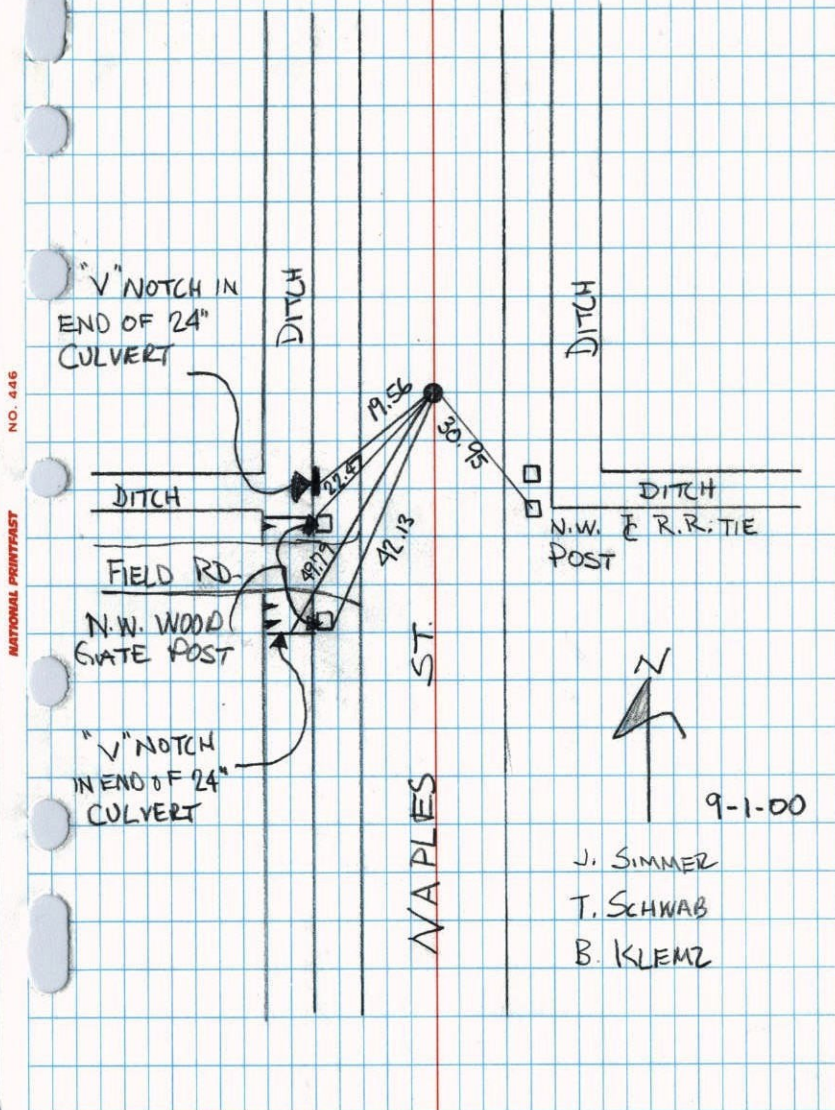 "V" NOTCH IN
END OF 24"
CULVERT
DITCH
DITCH
NO. 446
19.56
30.95
22.47
DITCH
DITCH
N.W. ℄ R.R. TIE
POST
42.13
49.79
FIELD RD.
NATIONAL PRINTFAST
N.W. WOOD
GATE POST
NAPLES ST.
N
"V" NOTCH
IN END OF 24"
CULVERT
9-1-00
J. SIMMER
T. SCHWAB
B. KLEMZ